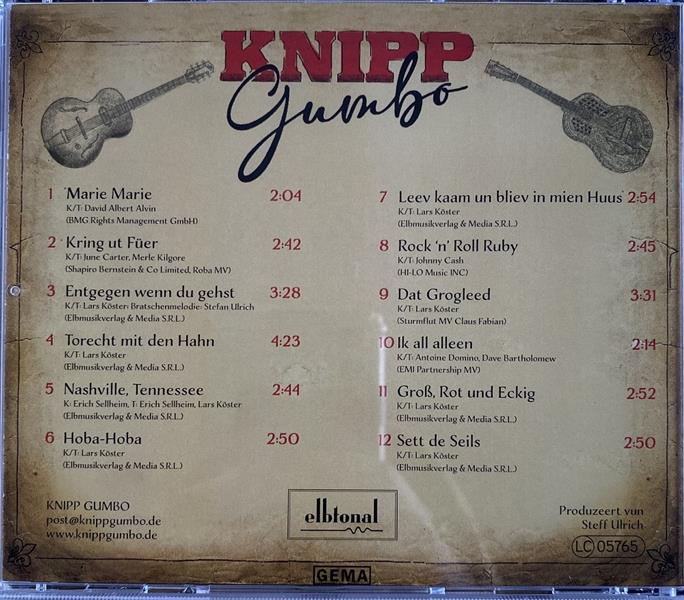 KNIPP
Gumbo
1 Marie Marie 2:04
K/T: David Albert Alvin
(BMG Rights Management GmbH)
2 Kring ut Füer 2:42
K/T: June Carter, Merle Kilgore
(Shapiro Bernstein & Co Limited, Roba MV)
3 Entgegen wenn du gehst 3:28
K/T: Lars Köster: Bratschenmelodie: Stefan Ulrich
(Elbmusikverlag & Media S.R.L.)
4 Torecht mit den Hahn 4:23
K/T: Lars Köster
(Elbmusikverlag & Media S.R.L.)
5 Nashville, Tennessee 2:44
K: Erich Sellheim, T: Erich Sellheim, Lars Köster
(Elbmusikverlag & Media S.R.L.)
6 Hoba-Hoba 2:50
K/T: Lars Köster
(Elbmusikverlag & Media S.R.L.)
7 Leev kaam un bliev in mien Huus 2:54
K/T: Lars Köster
(Elbmusikverlag & Media S.R.L.)
8 Rock 'n' Roll Ruby 2:45
K/T: Johnny Cash
(HI-LO Music INC)
9 Dat Grogleed 3:31
K/T: Lars Köster
(Sturmflut MV Claus Fabian)
10 Ik all alleen 2:14
K/T: Antoine Domino, Dave Bartholomew
(EMI Partnership MV)
11 Groß, Rot und Eckig 2:52
K/T: Lars Köster
(Elbmusikverlag & Media S.R.L.)
12 Sett de Seils 2:50
K/T: Lars Köster
(Elbmusikverlag & Media S.R.L.)
KNIPP GUMBO
post@knippgumbo.de
www.knippgumbo.de
elbtonal
Produzeert vun
Steff Ulrich
LC 05765
GEMA